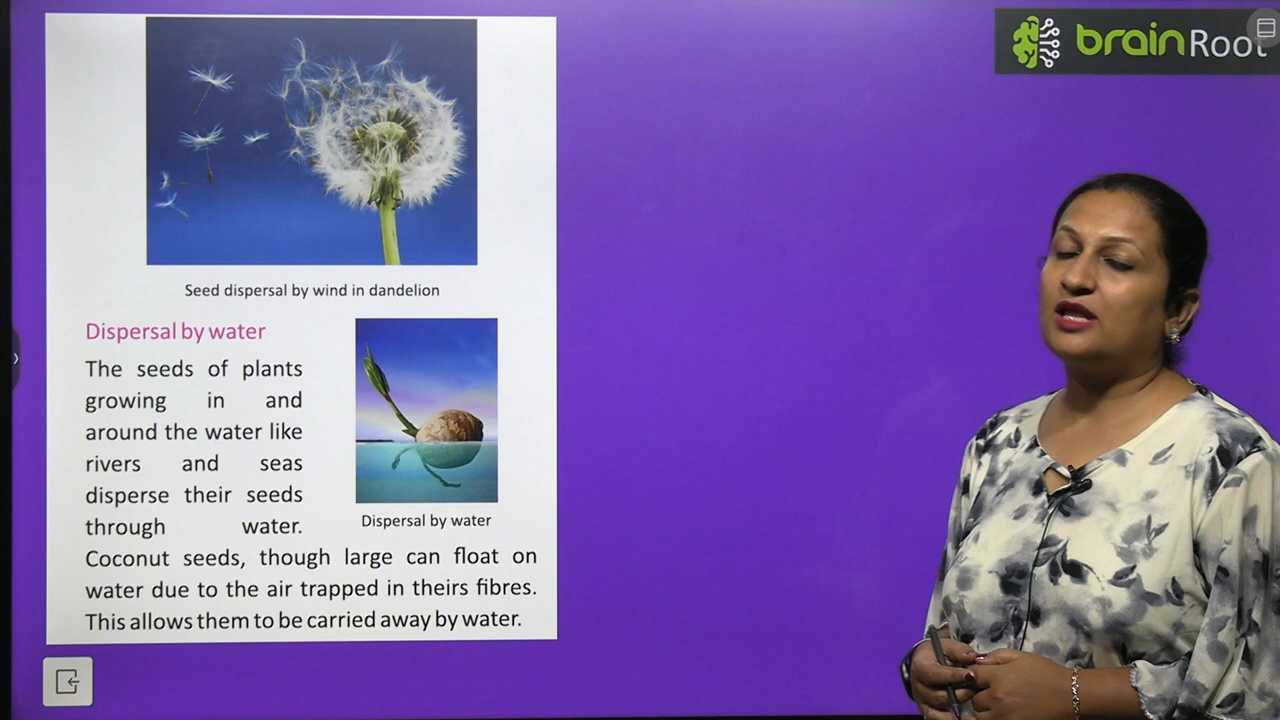 brainRoot
Seed dispersal by wind in dandelion
Dispersal by water
The seeds of plants
growing in and
around the water like
rivers and seas
disperse their seeds
through water.
Dispersal by water
Coconut seeds, though large can float on
water due to the air trapped in theirs fibres.
This allows them to be carried away by water.